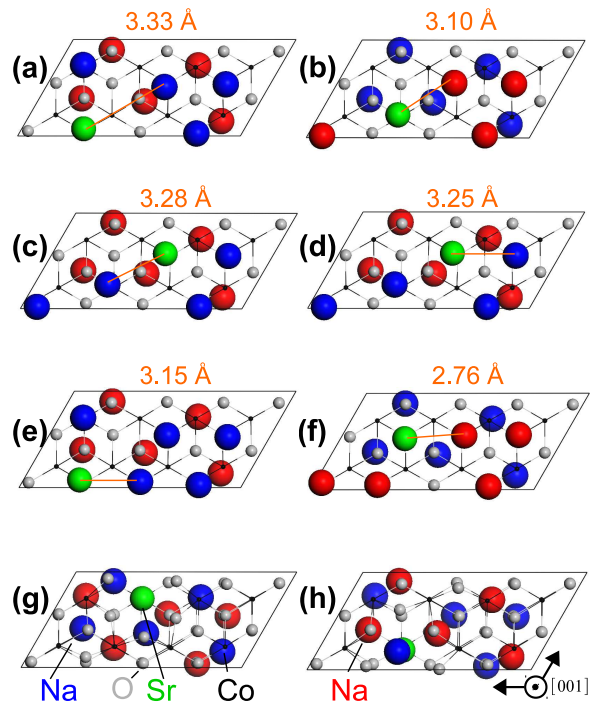 3.33 Å 3.10 Å
(a) (b)
3.28 Å 3.25 Å
(c) (d)
3.15 Å 2.76 Å
(e) (f)
(g) (h)
[001]
Na O Sr Co Na